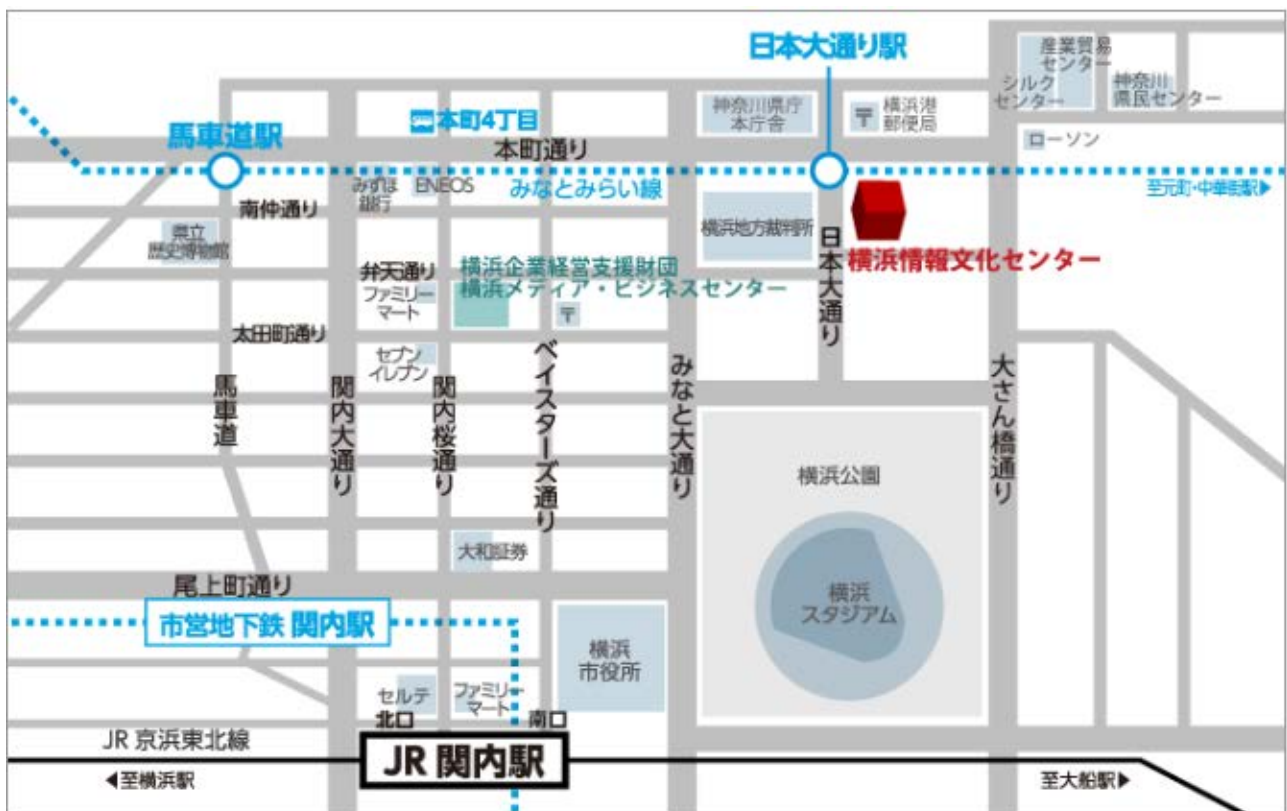 日本大通り駅
産業貿易
センター
シルク
センター
神奈川
県民センター
神奈川県庁
本庁舎
〒
横浜港
郵便局
本町4丁目
馬車道駅
本町通り
ローソン
みずほ
銀行
ENEOS
みなとみらい線
至元町・中華街駅▶
南仲通り
県立
歴史博物館
横浜地方裁判所
日本大通り
横浜情報文化センター
弁天通り
横浜企業経営支援財団
横浜メディア・ビジネスセンター
ファミリー
マート
〒
太田町通り
セブン
イレブン
馬車道
関内大通り
関内桜通り
ベイスターズ通り
みなと大通り
大さん橋通り
横浜公園
大和証券
横浜
スタジアム
尾上町通り
市営地下鉄 関内駅
横浜
市役所
セルテ
ファミリー
マート
北口
南口
JR 京浜東北線
JR 関内駅
◀至横浜駅
至大船駅▶